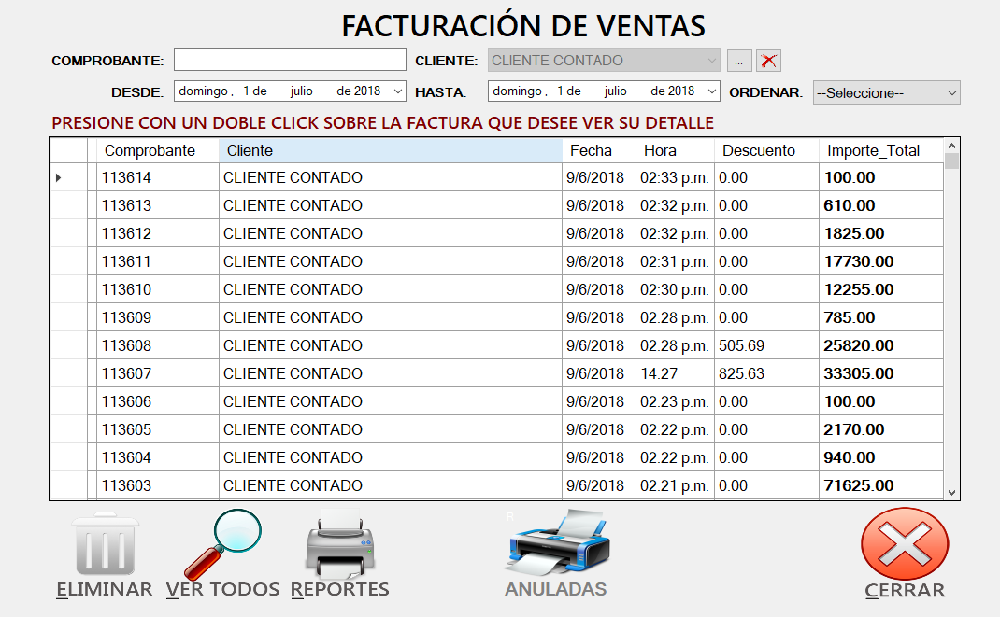 FACTURACIÓN DE VENTAS
COMPROBANTE: CLIENTE: CLIENTE CONTADO ...
DESDE: domingo , 1 de julio de 2018 HASTA: domingo , 1 de julio de 2018 ORDENAR: --Seleccione--
PRESIONE CON UN DOBLE CLICK SOBRE LA FACTURA QUE DESEE VER SU DETALLE
Comprobante Cliente Fecha Hora Descuento Importe_Total
113614 CLIENTE CONTADO 9/6/2018 02:33 p.m. 0.00 100.00
113613 CLIENTE CONTADO 9/6/2018 02:32 p.m. 0.00 610.00
113612 CLIENTE CONTADO 9/6/2018 02:32 p.m. 0.00 1825.00
113611 CLIENTE CONTADO 9/6/2018 02:31 p.m. 0.00 17730.00
113610 CLIENTE CONTADO 9/6/2018 02:30 p.m. 0.00 12255.00
113609 CLIENTE CONTADO 9/6/2018 02:28 p.m. 0.00 785.00
113608 CLIENTE CONTADO 9/6/2018 02:28 p.m. 505.69 25820.00
113607 CLIENTE CONTADO 9/6/2018 14:27 825.63 33305.00
113606 CLIENTE CONTADO 9/6/2018 02:23 p.m. 0.00 100.00
113605 CLIENTE CONTADO 9/6/2018 02:22 p.m. 0.00 2170.00
113604 CLIENTE CONTADO 9/6/2018 02:22 p.m. 0.00 940.00
113603 CLIENTE CONTADO 9/6/2018 02:21 p.m. 0.00 71625.00
ELIMINAR VER TODOS REPORTES ANULADAS CERRAR